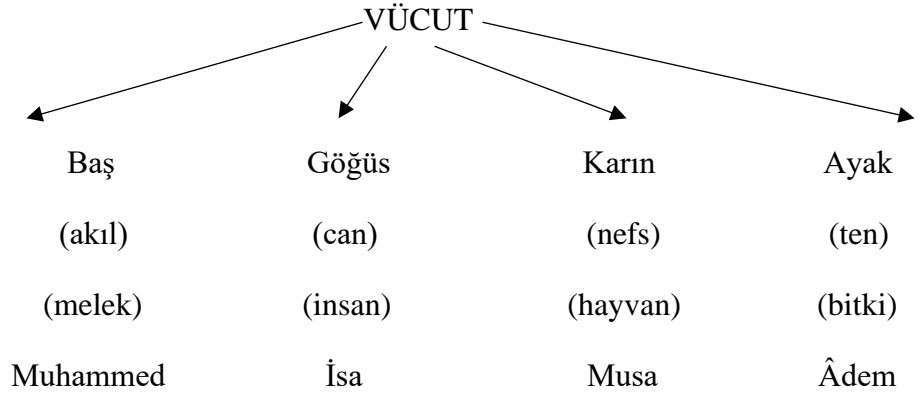 VÜCUT
Baş Göğüs Karın Ayak
(akıl) (can) (nefs) (ten)
(melek) (insan) (hayvan) (bitki)
Muhammed İsa Musa Âdem